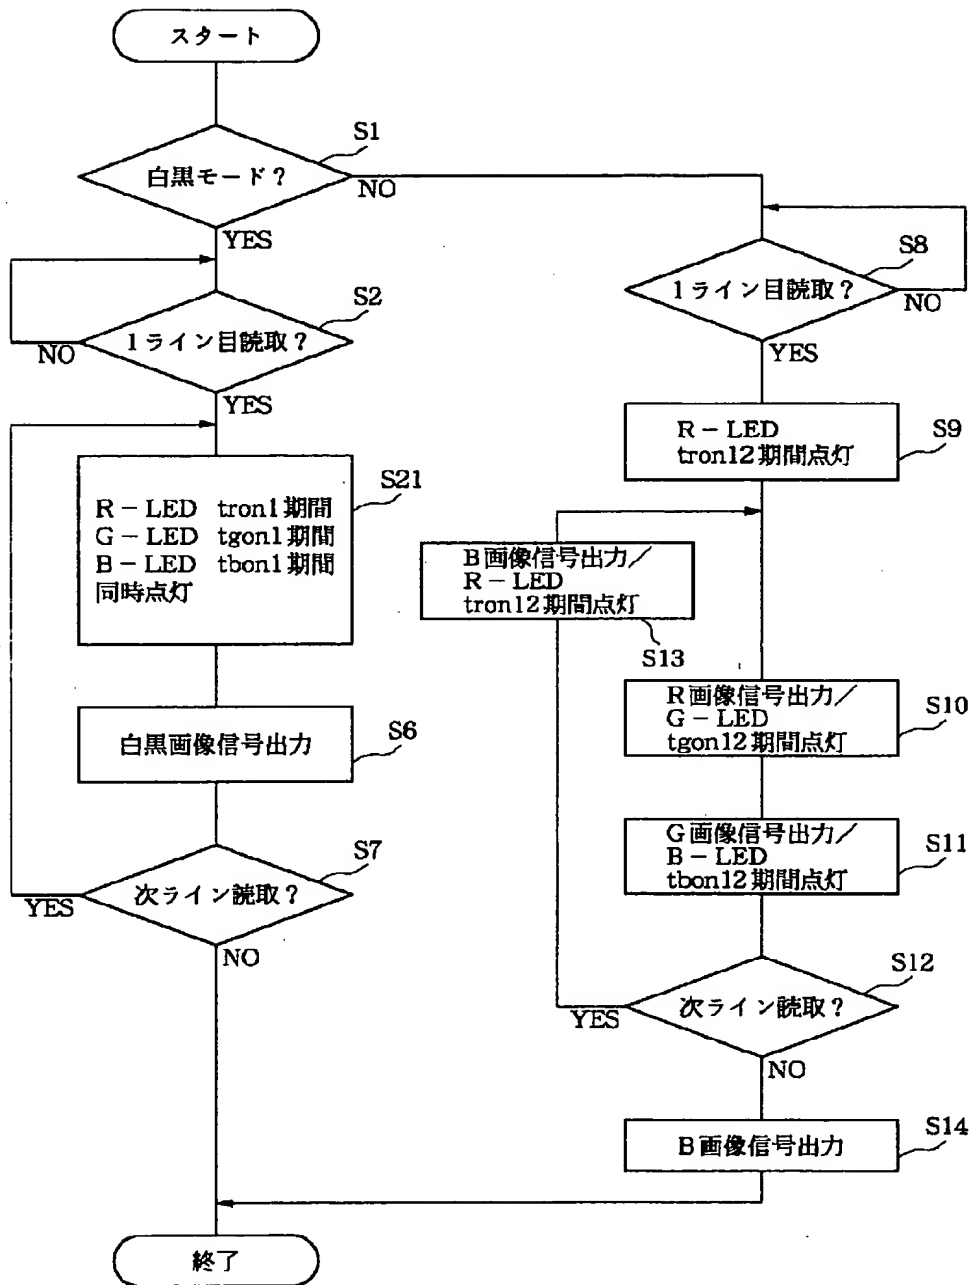 スタート
S1
白黒モード?
NO
YES
S2
1ライン目読取?
NO
YES
S21
R-LED tron1期間
G-LED tgon1期間
B-LED tbon1期間
同時点灯
S6
白黒画像信号出力
S7
次ライン読取?
YES
NO
S8
1ライン目読取?
NO
YES
S9
R-LED
tron12期間点灯
B画像信号出力/
R-LED
tron12期間点灯
S13
R画像信号出力/
G-LED
tgon12期間点灯
S10
G画像信号出力/
B-LED
tbon12期間点灯
S11
S12
次ライン読取?
YES
NO
B画像信号出力
S14
終了